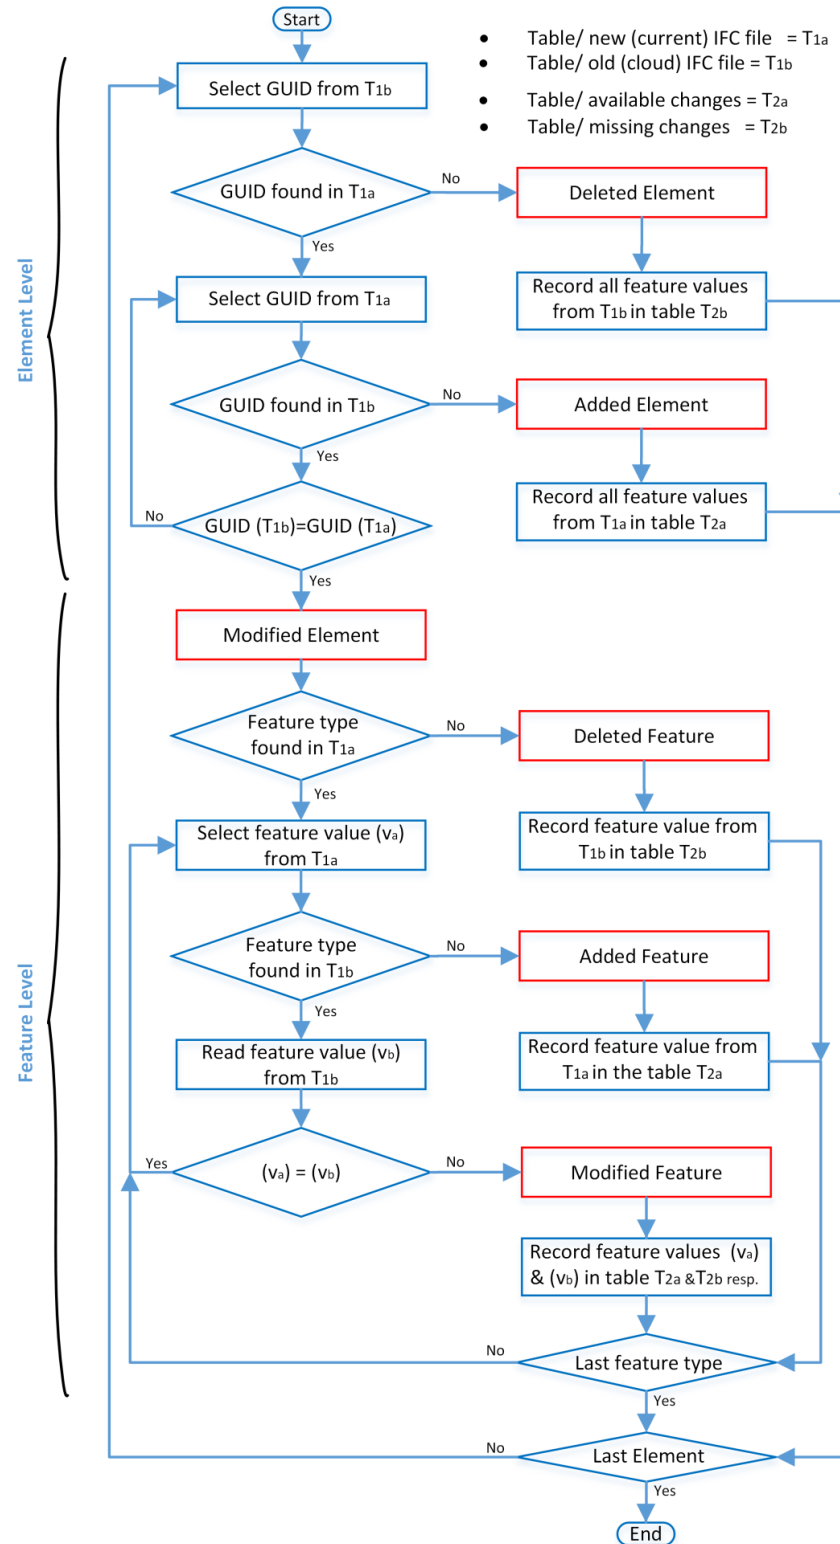 Start
• Table/ new (current) IFC file = T1a
• Table/ old (cloud) IFC file = T1b
• Table/ available changes = T2a
• Table/ missing changes = T2b
Select GUID from T1b
GUID found in T1a
No
Deleted Element
Yes
Element Level
Select GUID from T1a
Record all feature values
from T1b in table T2b
GUID found in T1b
No
Added Element
Yes
Record all feature values
from T1a in table T2a
No
GUID (T1b)=GUID (T1a)
Yes
Modified Element
Feature type
found in T1a
No
Deleted Feature
Yes
Select feature value (va)
from T1a
Record feature value from
T1b in table T2b
Feature Level
Feature type
found in T1b
No
Added Feature
Yes
Read feature value (vb)
from T1b
Record feature value from
T1a in the table T2a
Yes
(va) = (vb)
No
Modified Feature
Record feature values (va)
& (vb) in table T2a &T2b resp.
No
Last feature type
Yes
No
Last Element
Yes
End